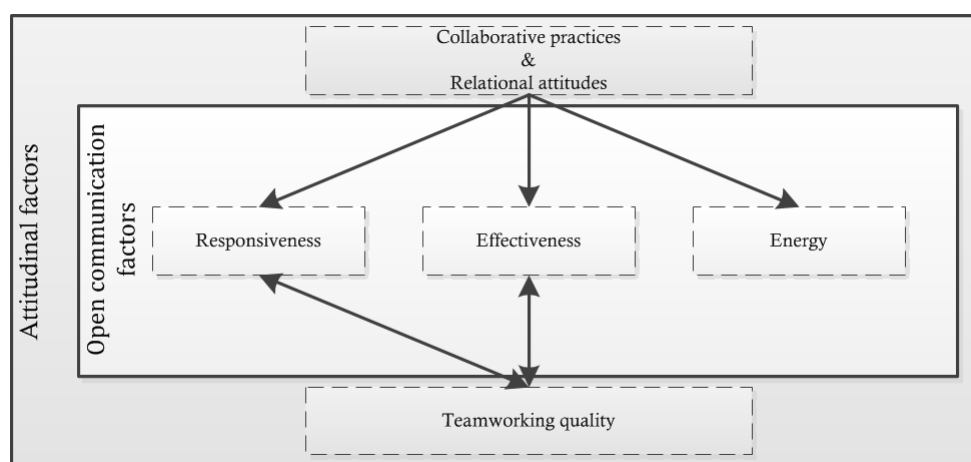 Collaborative practices
&
Relational attitudes
Attitudinal factors
Open communication
factors
Responsiveness
Effectiveness
Energy
Teamworking quality